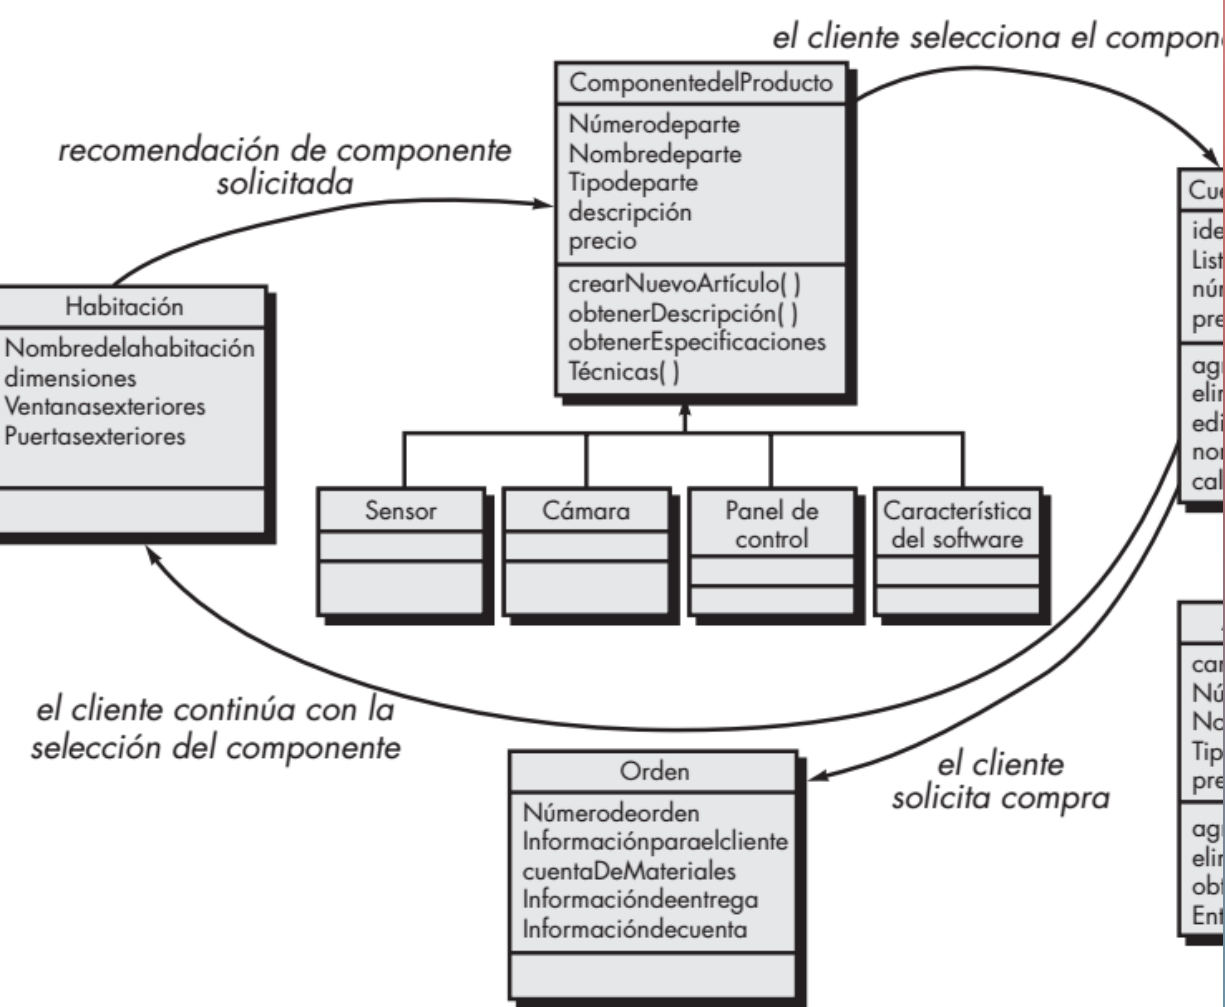 el cliente selecciona el
ComponentedelProducto
Númerodeparte
Nombredeparte
Tipodeparte
descripción
precio
crearNuevoArtículo( )
obtenerDescripción( )
obtenerEspecificaciones
Técnicas( )
recomendación de componente
solicitada
Habitación
Nombredelahabitación
dimensiones
Ventanasexteriores
Puertasexteriores
Sensor
Cámara
Panel de
control
Característica
del software
el cliente continúa con la
selección del componente
el cliente
solicita compra
Orden
Númerodeorden
Informaciónparaelcliente
cuentaDeMateriales
Informacióndeentrega
Informacióndecuenta